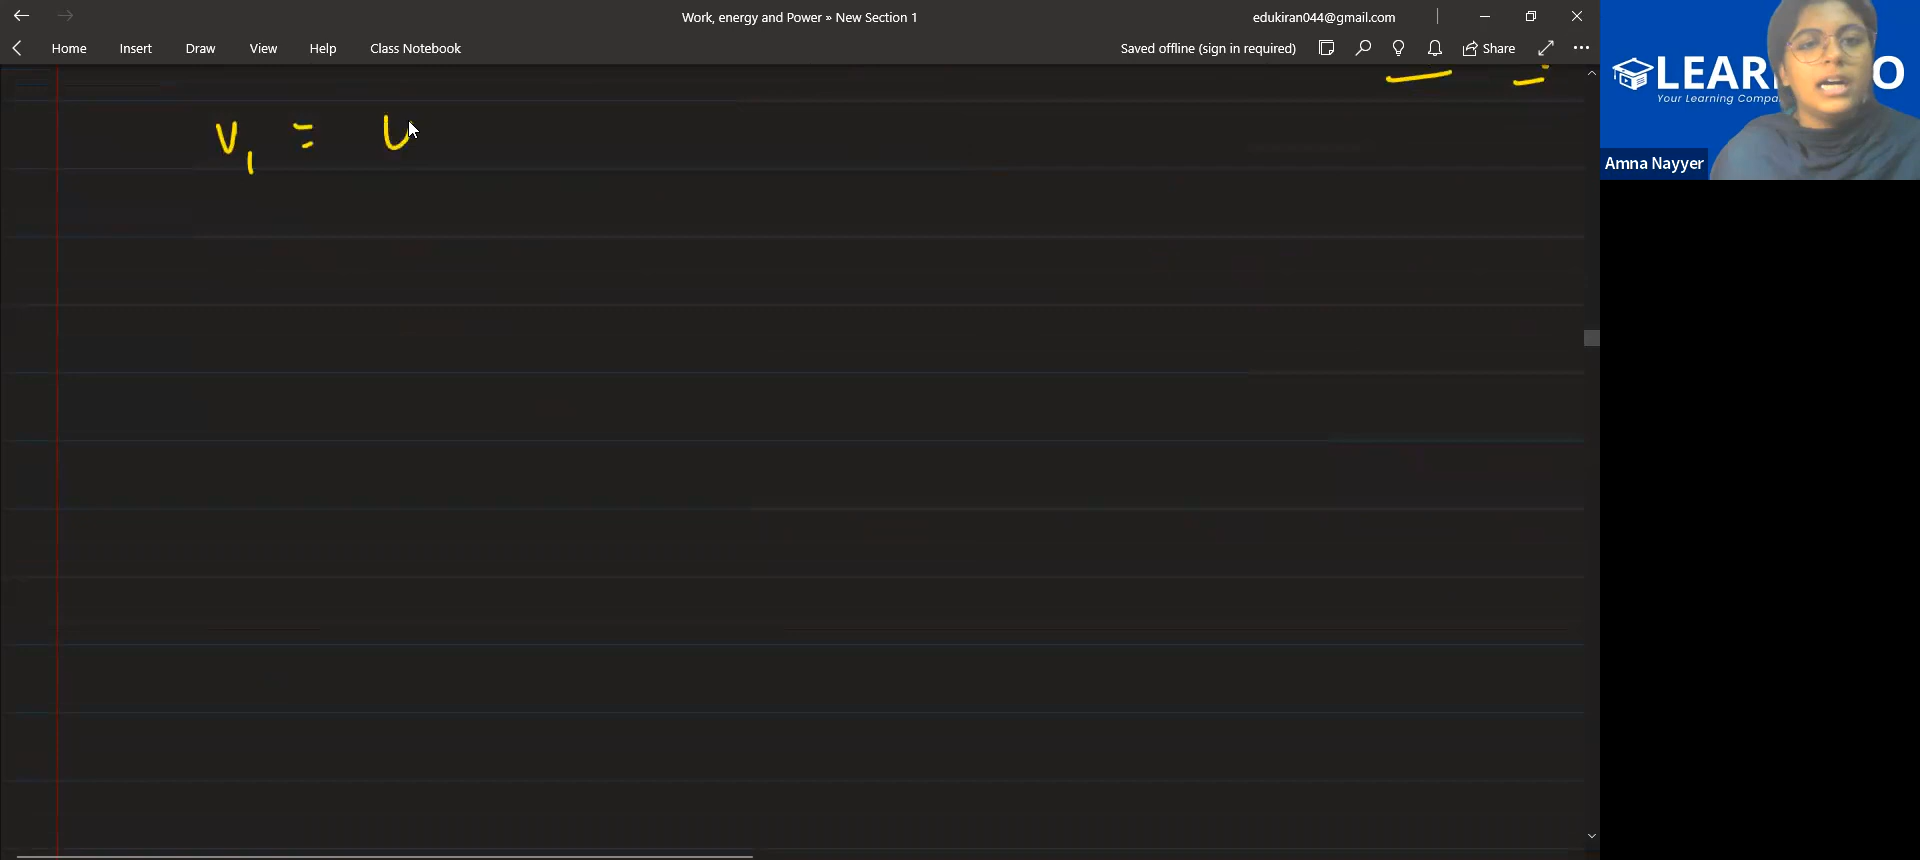 Work, energy and Power » New Section 1
edukiran044@gmail.com
Home Insert Draw View Help Class Notebook
Saved offline (sign in required)
Share
LEAR O
Your Learning Compa
Amna Nayyer
v₁ = u